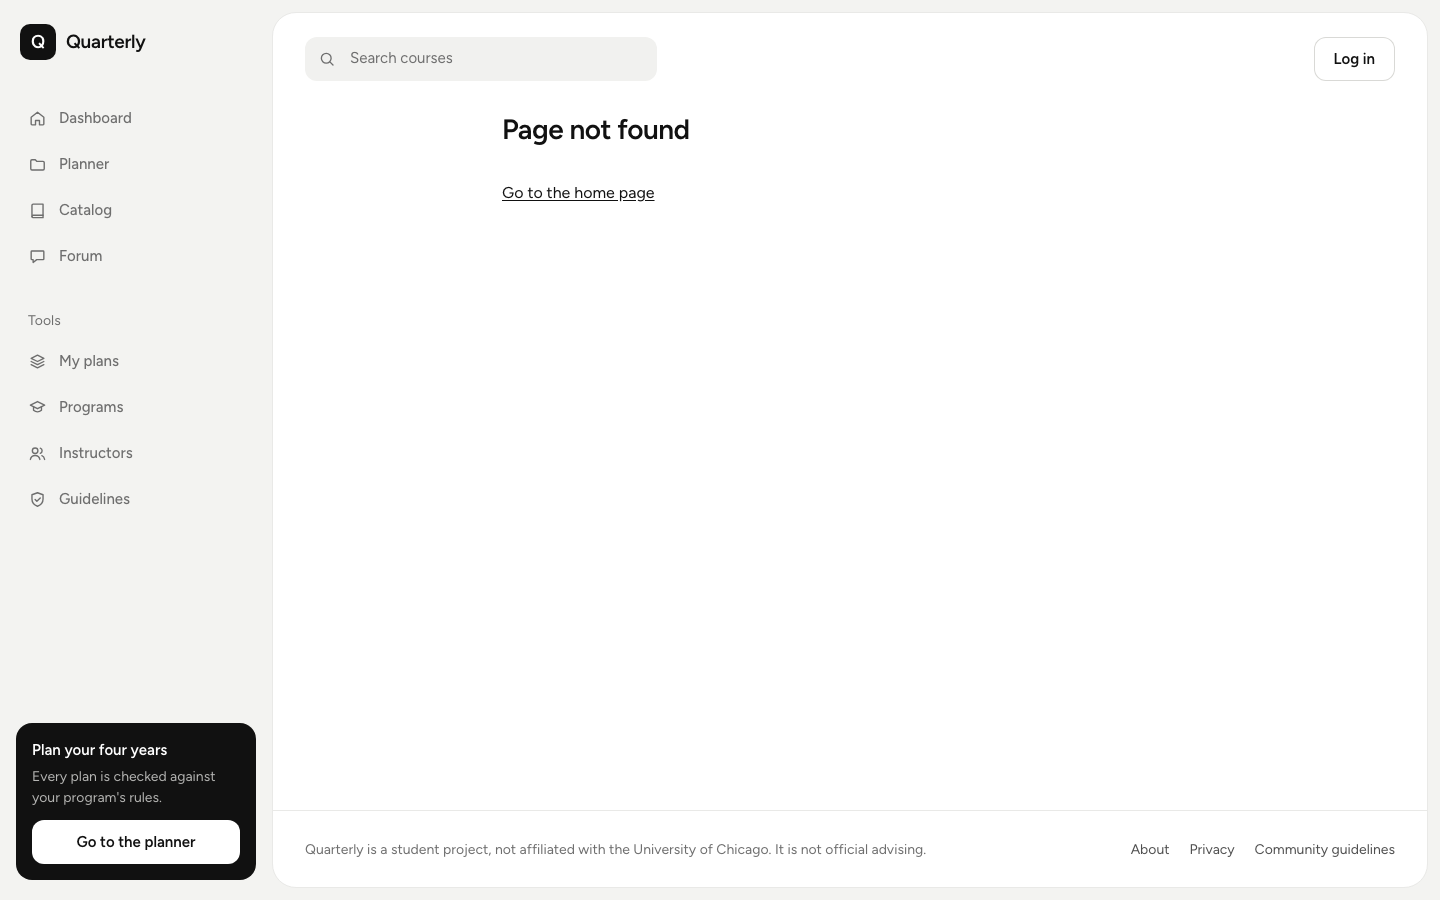 Q Quarterly
Dashboard
Planner
Catalog
Forum
Tools
My plans
Programs
Instructors
Guidelines
Plan your four years
Every plan is checked against
your program's rules.
Go to the planner
Search courses
Log in
Page not found
Go to the home page
Quarterly is a student project, not affiliated with the University of Chicago. It is not official advising.
About Privacy Community guidelines